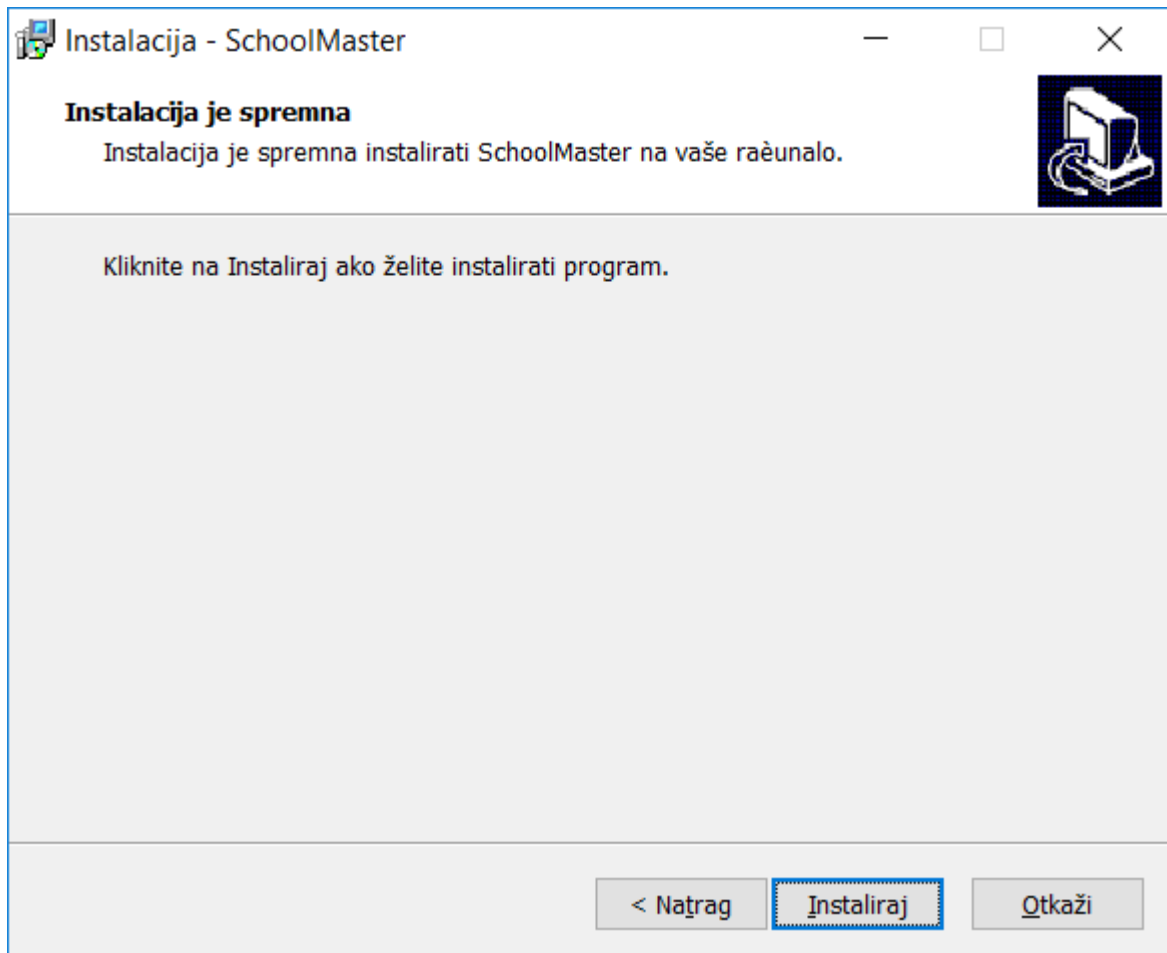 Instalacija - SchoolMaster
Instalacija je spremna
Instalacija je spremna instalirati SchoolMaster na vaše raèunalo.
Kliknite na Instaliraj ako želite instalirati program.
< Natrag Instaliraj Otkaži